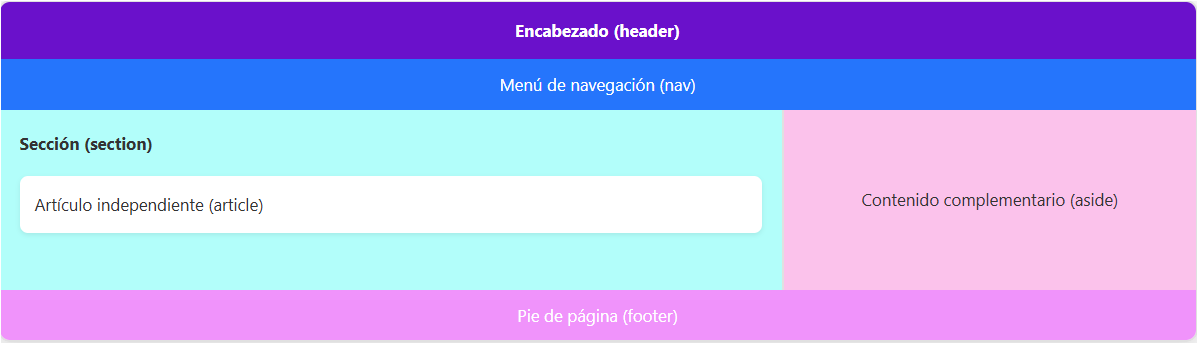 Encabezado (header)
Menú de navegación (nav)
Sección (section)
Artículo independiente (article)
Contenido complementario (aside)
Pie de página (footer)